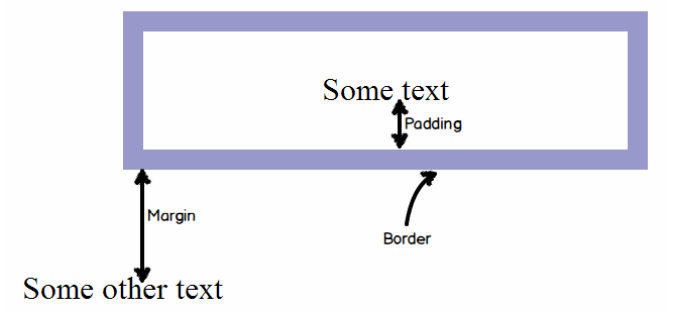 Some text
Padding
Margin
Border
Some other text